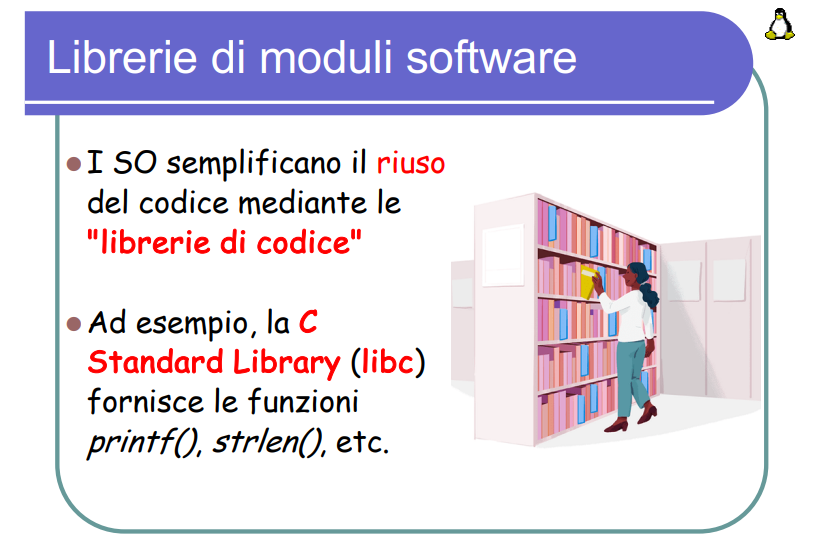 Librerie di moduli software
I SO semplificano il riuso
del codice mediante le
"librerie di codice"
Ad esempio, la C
Standard Library (libc)
fornisce le funzioni
printf(), strlen(), etc.